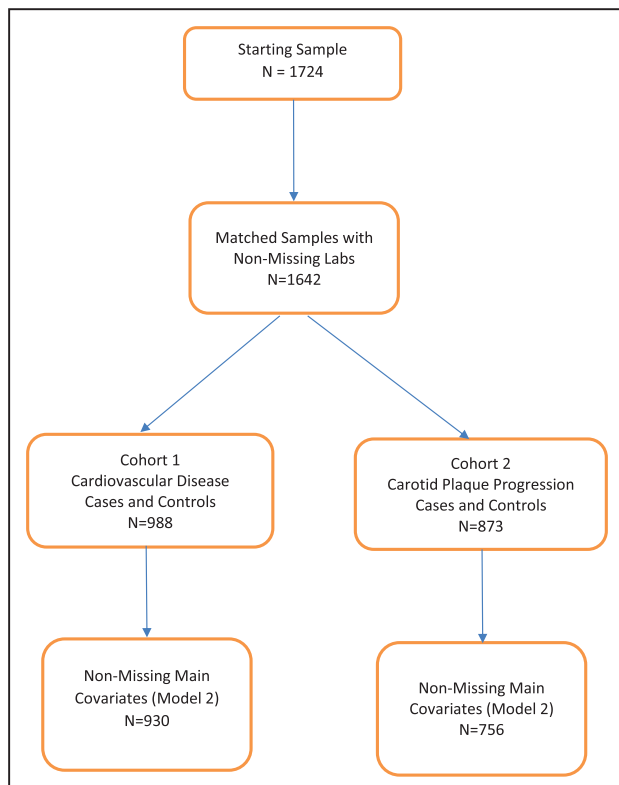 Starting Sample
N = 1724
Matched Samples with
Non-Missing Labs
N=1642
Cohort 1
Cardiovascular Disease
Cases and Controls
N=988
Cohort 2
Carotid Plaque Progression
Cases and Controls
N=873
Non-Missing Main
Covariates (Model 2)
N=930
Non-Missing Main
Covariates (Model 2)
N=756